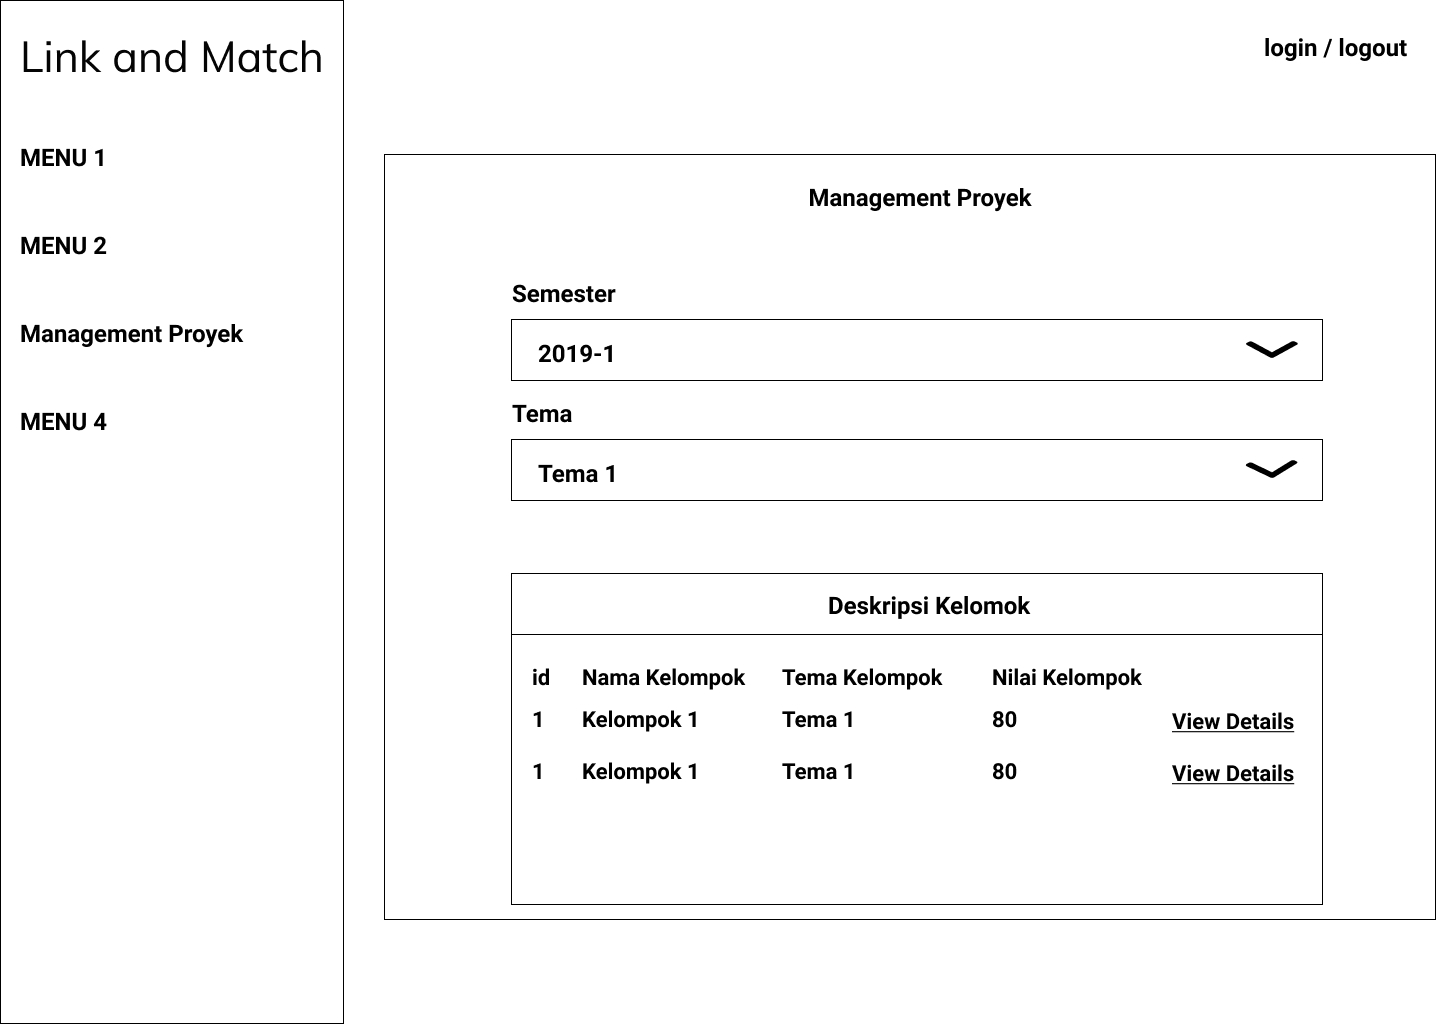 Link and Match
login / logout
MENU 1
MENU 2
Management Proyek
MENU 4
Management Proyek
Semester
2019-1
Tema
Tema 1
Deskripsi Kelomok
id Nama Kelompok Tema Kelompok Nilai Kelompok
1 Kelompok 1 Tema 1 80 View Details
1 Kelompok 1 Tema 1 80 View Details